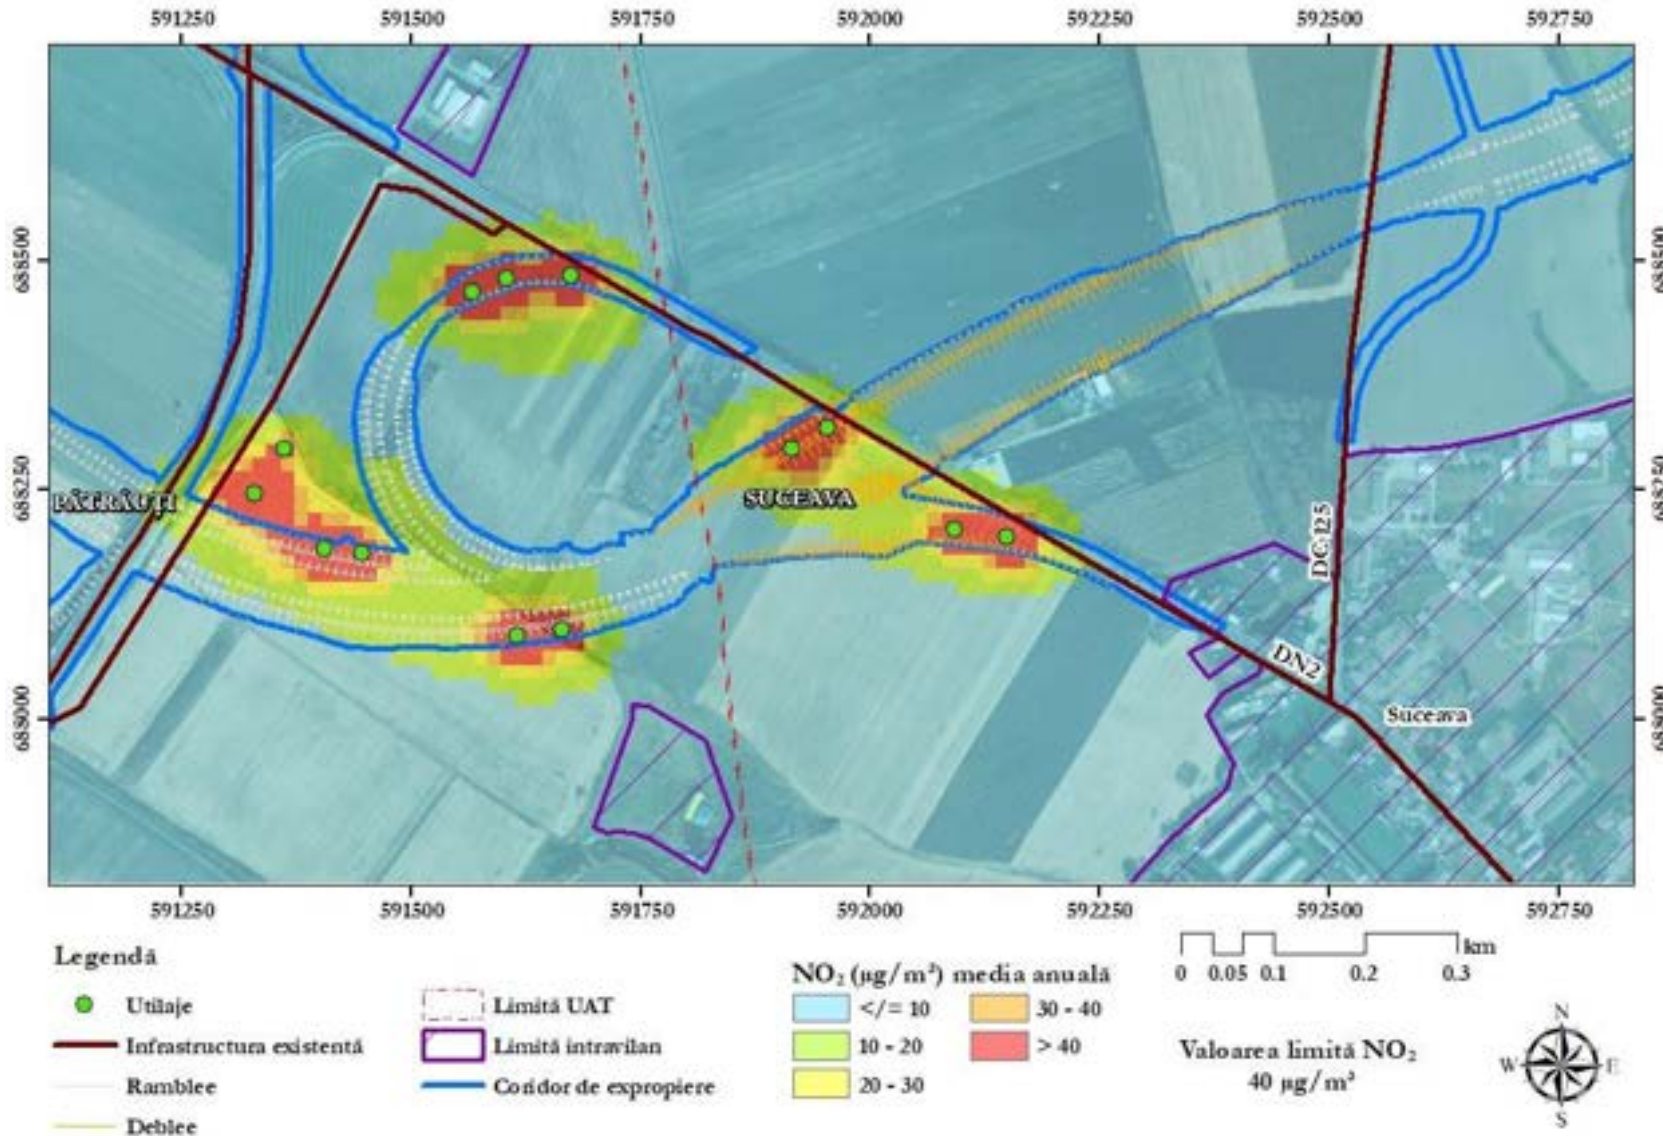 591250 591500 591750 592000 592250 592500 592750
688500 688500
688250 688250
PĂTRĂUȚI
SUCEAVA
DC 125
DN2
Suceava
688000 688000
591250 591500 591750 592000 592250 592500 592750
Legendă
Utilaje
Infrastructura existentă
Ramblee
Deblee
Limită UAT
Limită intravilan
Coridor de expropiere
NO₂ (µg/m³) media anuală
</= 10
10 - 20
20 - 30
30 - 40
> 40
km
0 0.05 0.1 0.2 0.3
Valoarea limită NO₂
40 µg/m³
N
W E
S